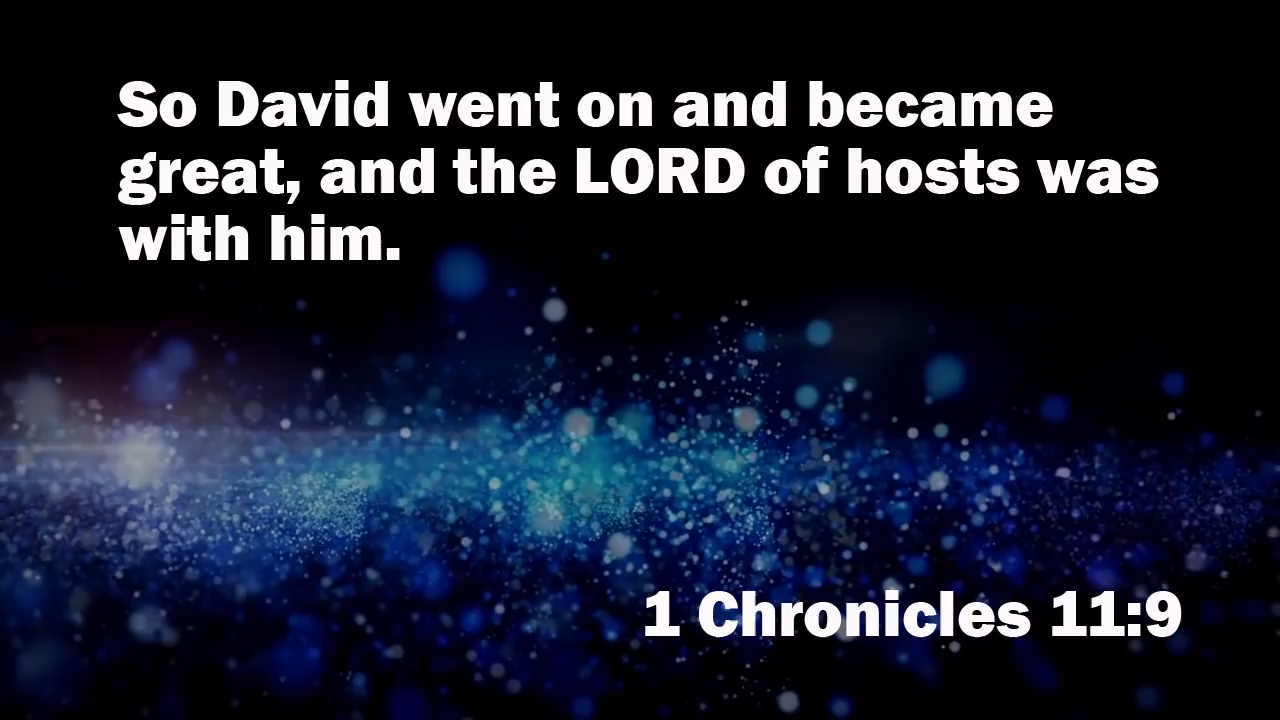 So David went on and became
great, and the LORD of hosts was
with him.
1 Chronicles 11:9